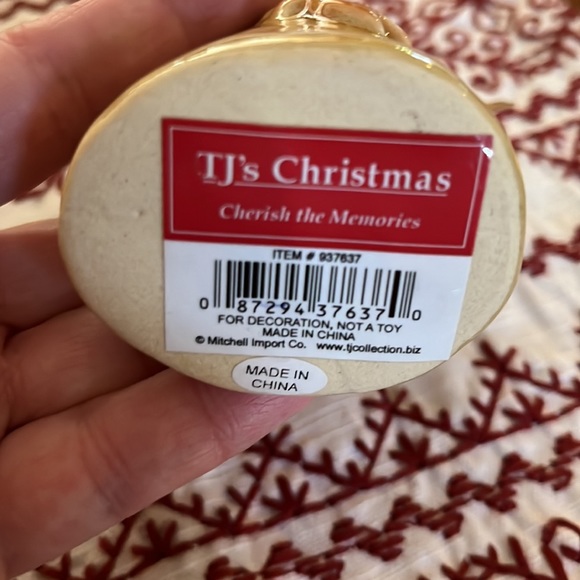 TJ's Christmas
Cherish the Memories
ITEM # 937637
0 87294 37637 0
FOR DECORATION, NOT A TOY
MADE IN CHINA
© Mitchell Import Co. www.tjcollection.biz
MADE IN
CHINA